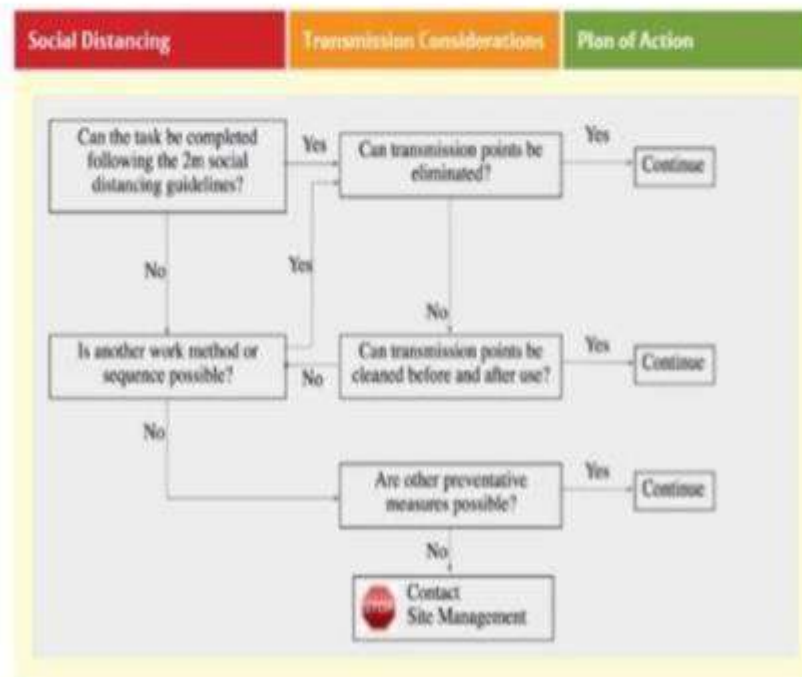 Social Distancing
Transmission Considerations
Plan of Action
Can the task be completed
following the 2m social
distancing guidelines?
Yes
Can transmission points be
eliminated?
Yes
Continue
No
Yes
No
Is another work method or
sequence possible?
No
Can transmission points be
cleaned before and after use?
Yes
Continue
No
Are other preventative
measures possible?
Yes
Continue
No
STOP
Contact
Site Management